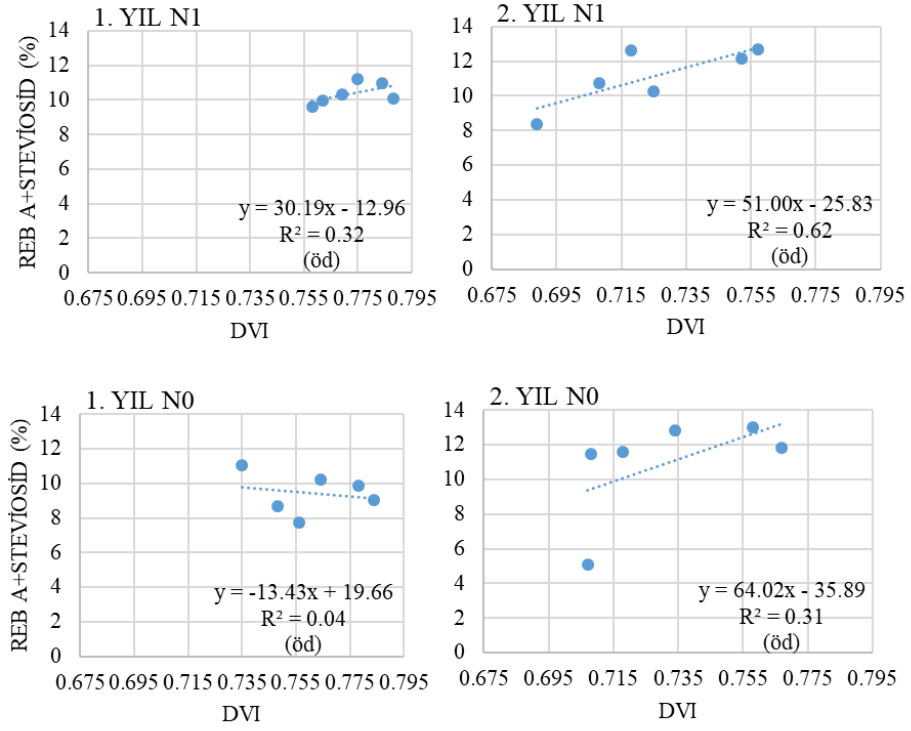 1. YIL N1
REB A+STEVİOSİD (%)
14
12
10
8
6
4
2
0
y = 30.19x - 12.96
R² = 0.32
(öd)
0.675 0.695 0.715 0.735 0.755 0.775 0.795
DVI
2. YIL N1
14
12
10
8
6
4
2
0
y = 51.00x - 25.83
R² = 0.62
(öd)
0.675 0.695 0.715 0.735 0.755 0.775 0.795
DVI
1. YIL N0
REB A+STEVİOSİD (%)
14
12
10
8
6
4
2
0
y = -13.43x + 19.66
R² = 0.04
(öd)
0.675 0.695 0.715 0.735 0.755 0.775 0.795
DVI
2. YIL N0
14
12
10
8
6
4
2
0
y = 64.02x - 35.89
R² = 0.31
(öd)
0.675 0.695 0.715 0.735 0.755 0.775 0.795
DVI